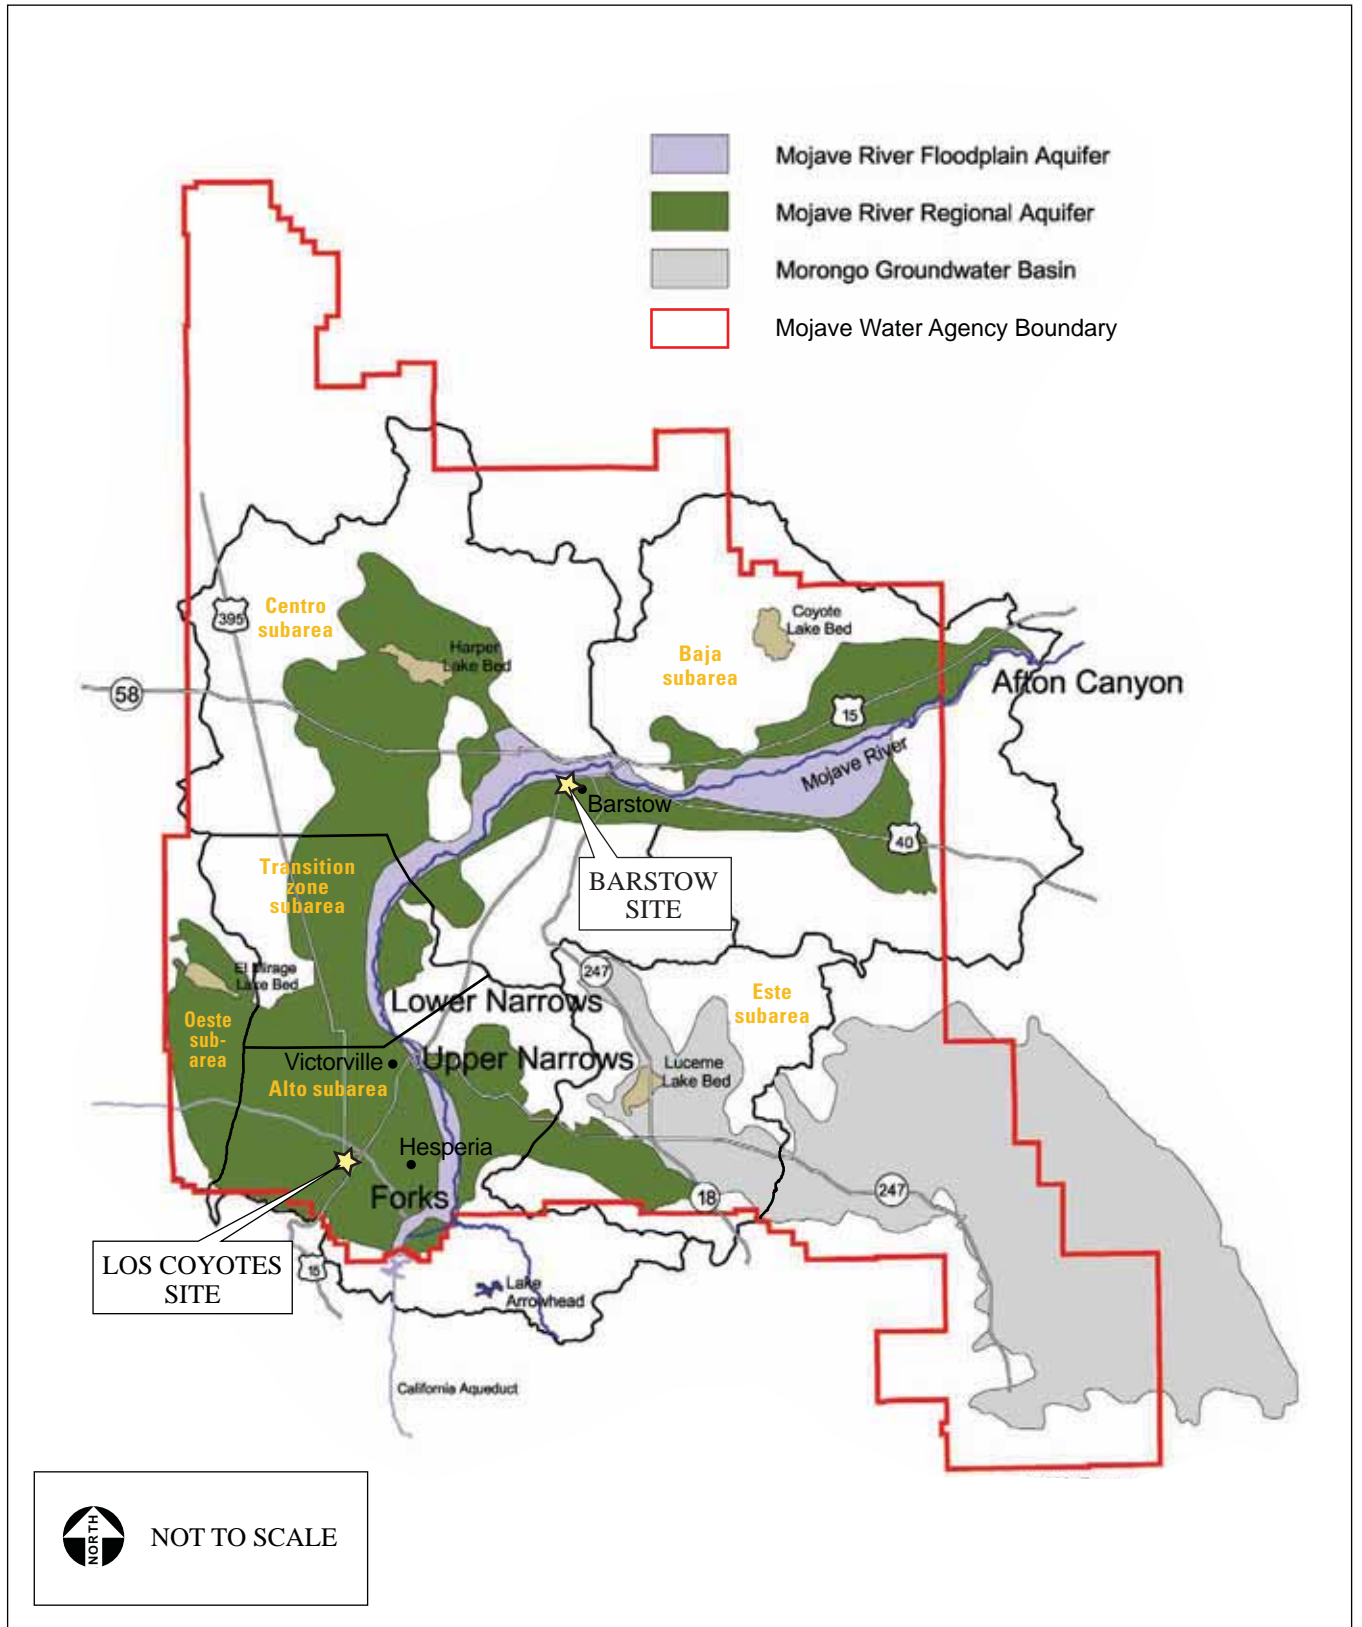 Mojave River Floodplain Aquifer
Mojave River Regional Aquifer
Morongo Groundwater Basin
Mojave Water Agency Boundary
395
Centro
subarea
Harper
Lake Bed
Coyote
Lake Bed
Baja
subarea
58
15
Afton Canyon
Mojave River
Barstow
40
BARSTOW
SITE
Transition
zone
subarea
El Mirage
Lake Bed
Oeste
sub-
area
Lower Narrows
247
Este
subarea
Victorville
Upper Narrows
Lucerne
Lake Bed
Alto subarea
Hesperia
Forks
18
247
LOS COYOTES
SITE
15
Lake
Arrowhead
California Aqueduct
NORTH
NOT TO SCALE